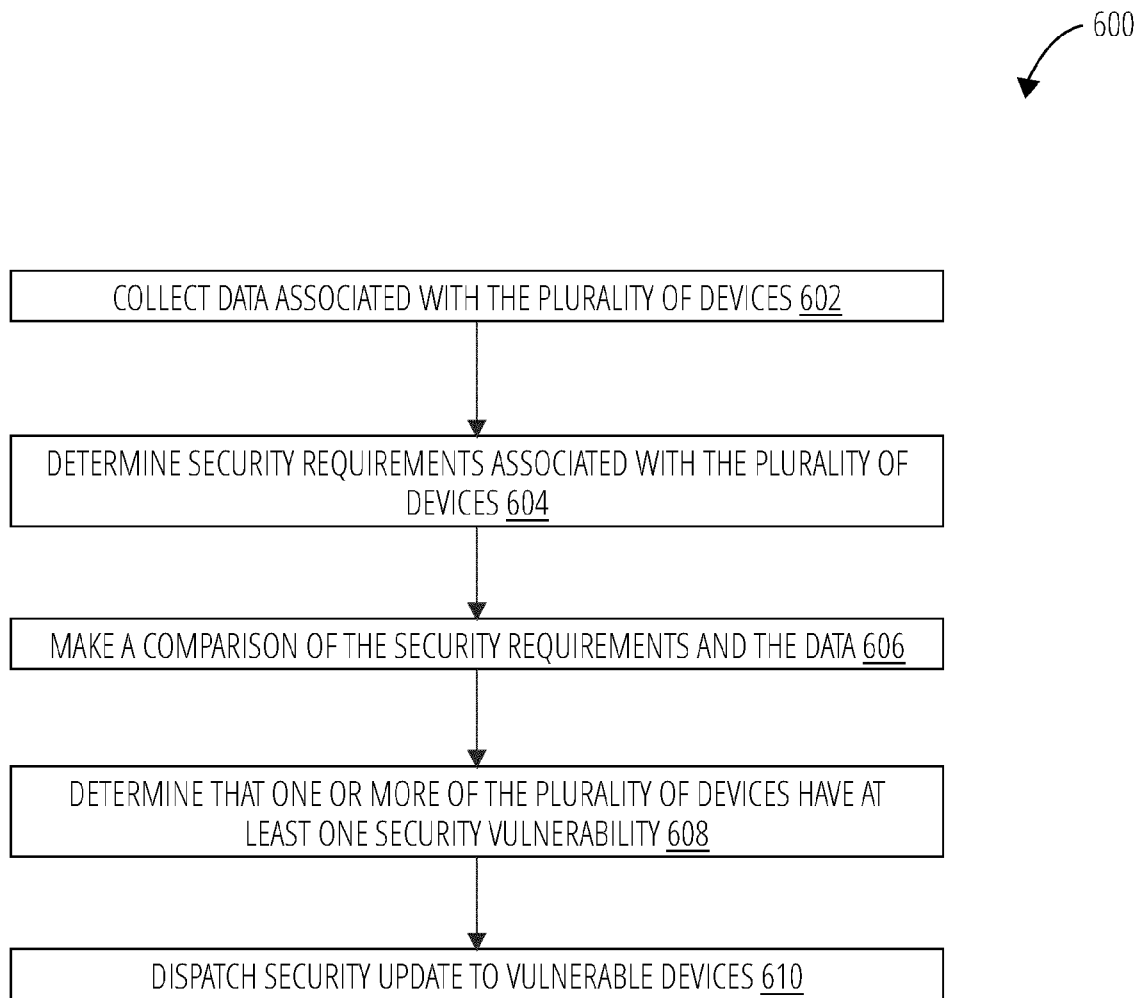 600
COLLECT DATA ASSOCIATED WITH THE PLURALITY OF DEVICES 602
DETERMINE SECURITY REQUIREMENTS ASSOCIATED WITH THE PLURALITY OF
DEVICES 604
MAKE A COMPARISON OF THE SECURITY REQUIREMENTS AND THE DATA 606
DETERMINE THAT ONE OR MORE OF THE PLURALITY OF DEVICES HAVE AT
LEAST ONE SECURITY VULNERABILITY 608
DISPATCH SECURITY UPDATE TO VULNERABLE DEVICES 610